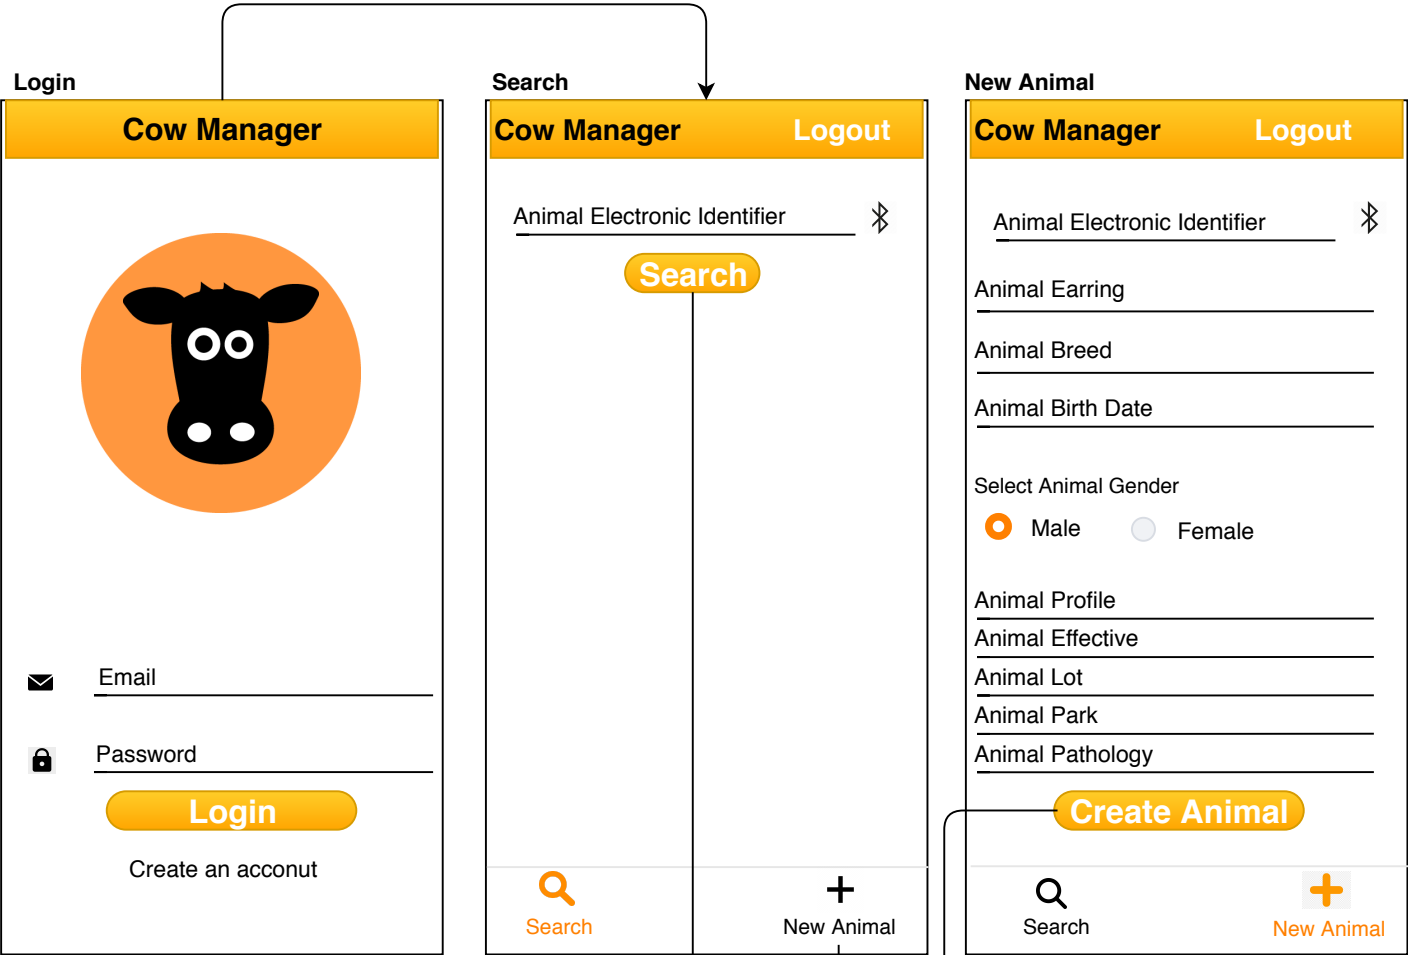 Login
Cow Manager
Email
Password
Login
Create an acconut
Search
Cow Manager Logout
Animal Electronic Identifier
Search
Search
New Animal
New Animal
Cow Manager Logout
Animal Electronic Identifier
Animal Earring
Animal Breed
Animal Birth Date
Select Animal Gender
Male Female
Animal Profile
Animal Effective
Animal Lot
Animal Park
Animal Pathology
Create Animal
Search
New Animal